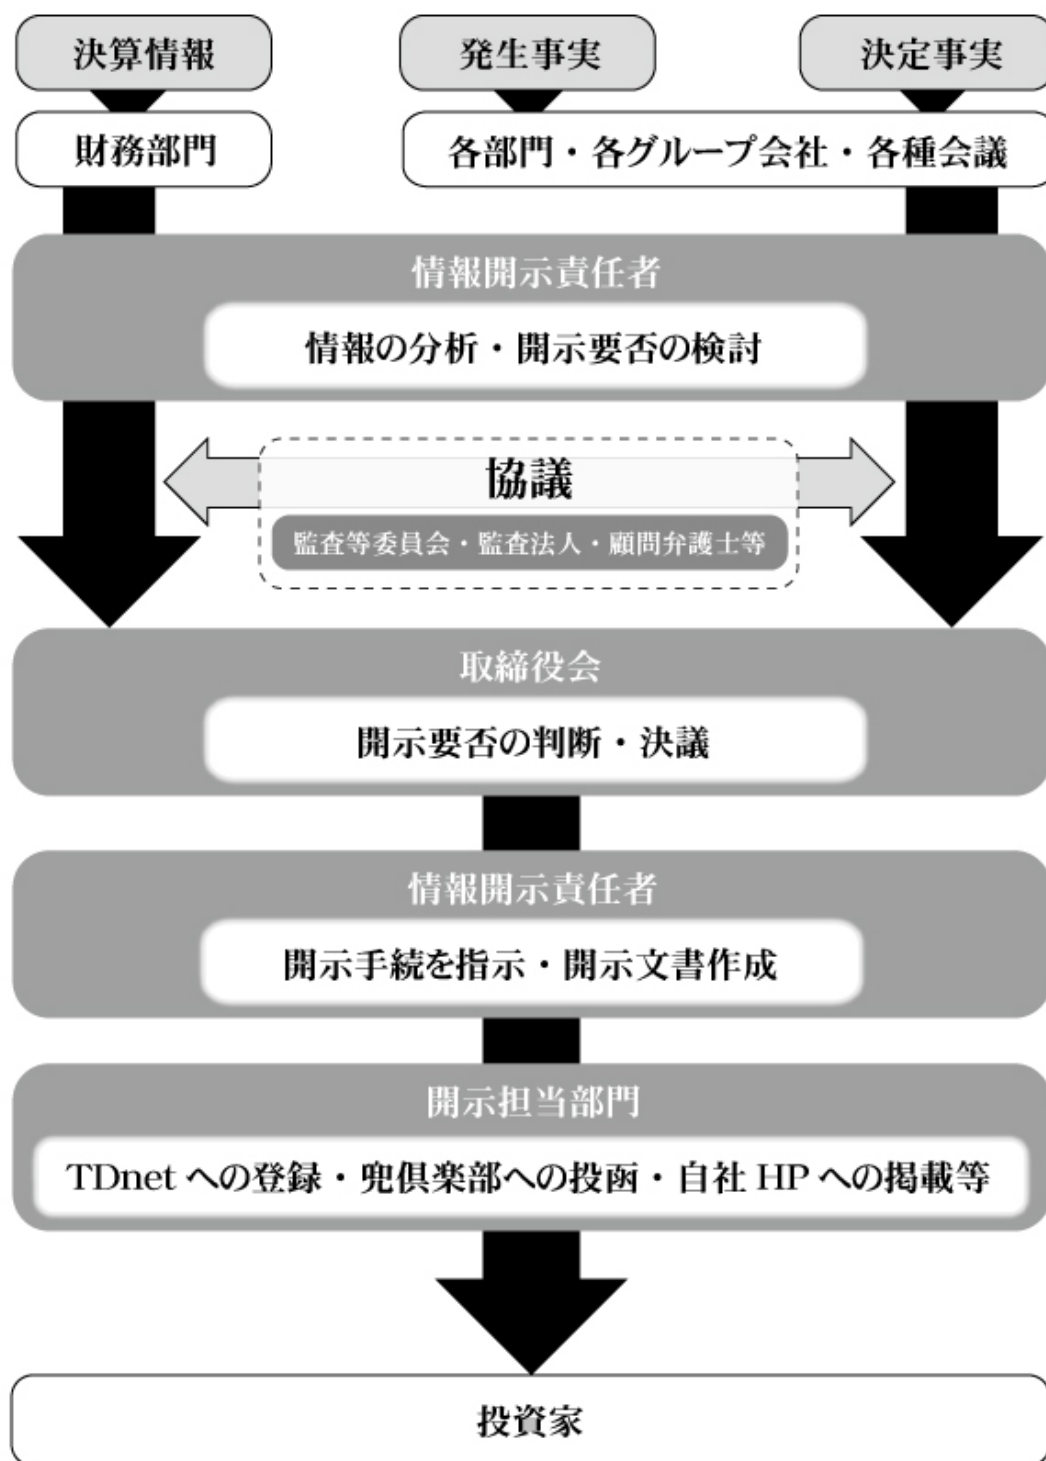 決算情報
発生事実
決定事実
財務部門
各部門・各グループ会社・各種会議
情報開示責任者
情報の分析・開示要否の検討
協議
監査等委員会・監査法人・顧問弁護士等
取締役会
開示要否の判断・決議
情報開示責任者
開示手続を指示・開示文書作成
開示担当部門
TDnet への登録・兜倶楽部への投函・自社 HP への掲載等
投資家